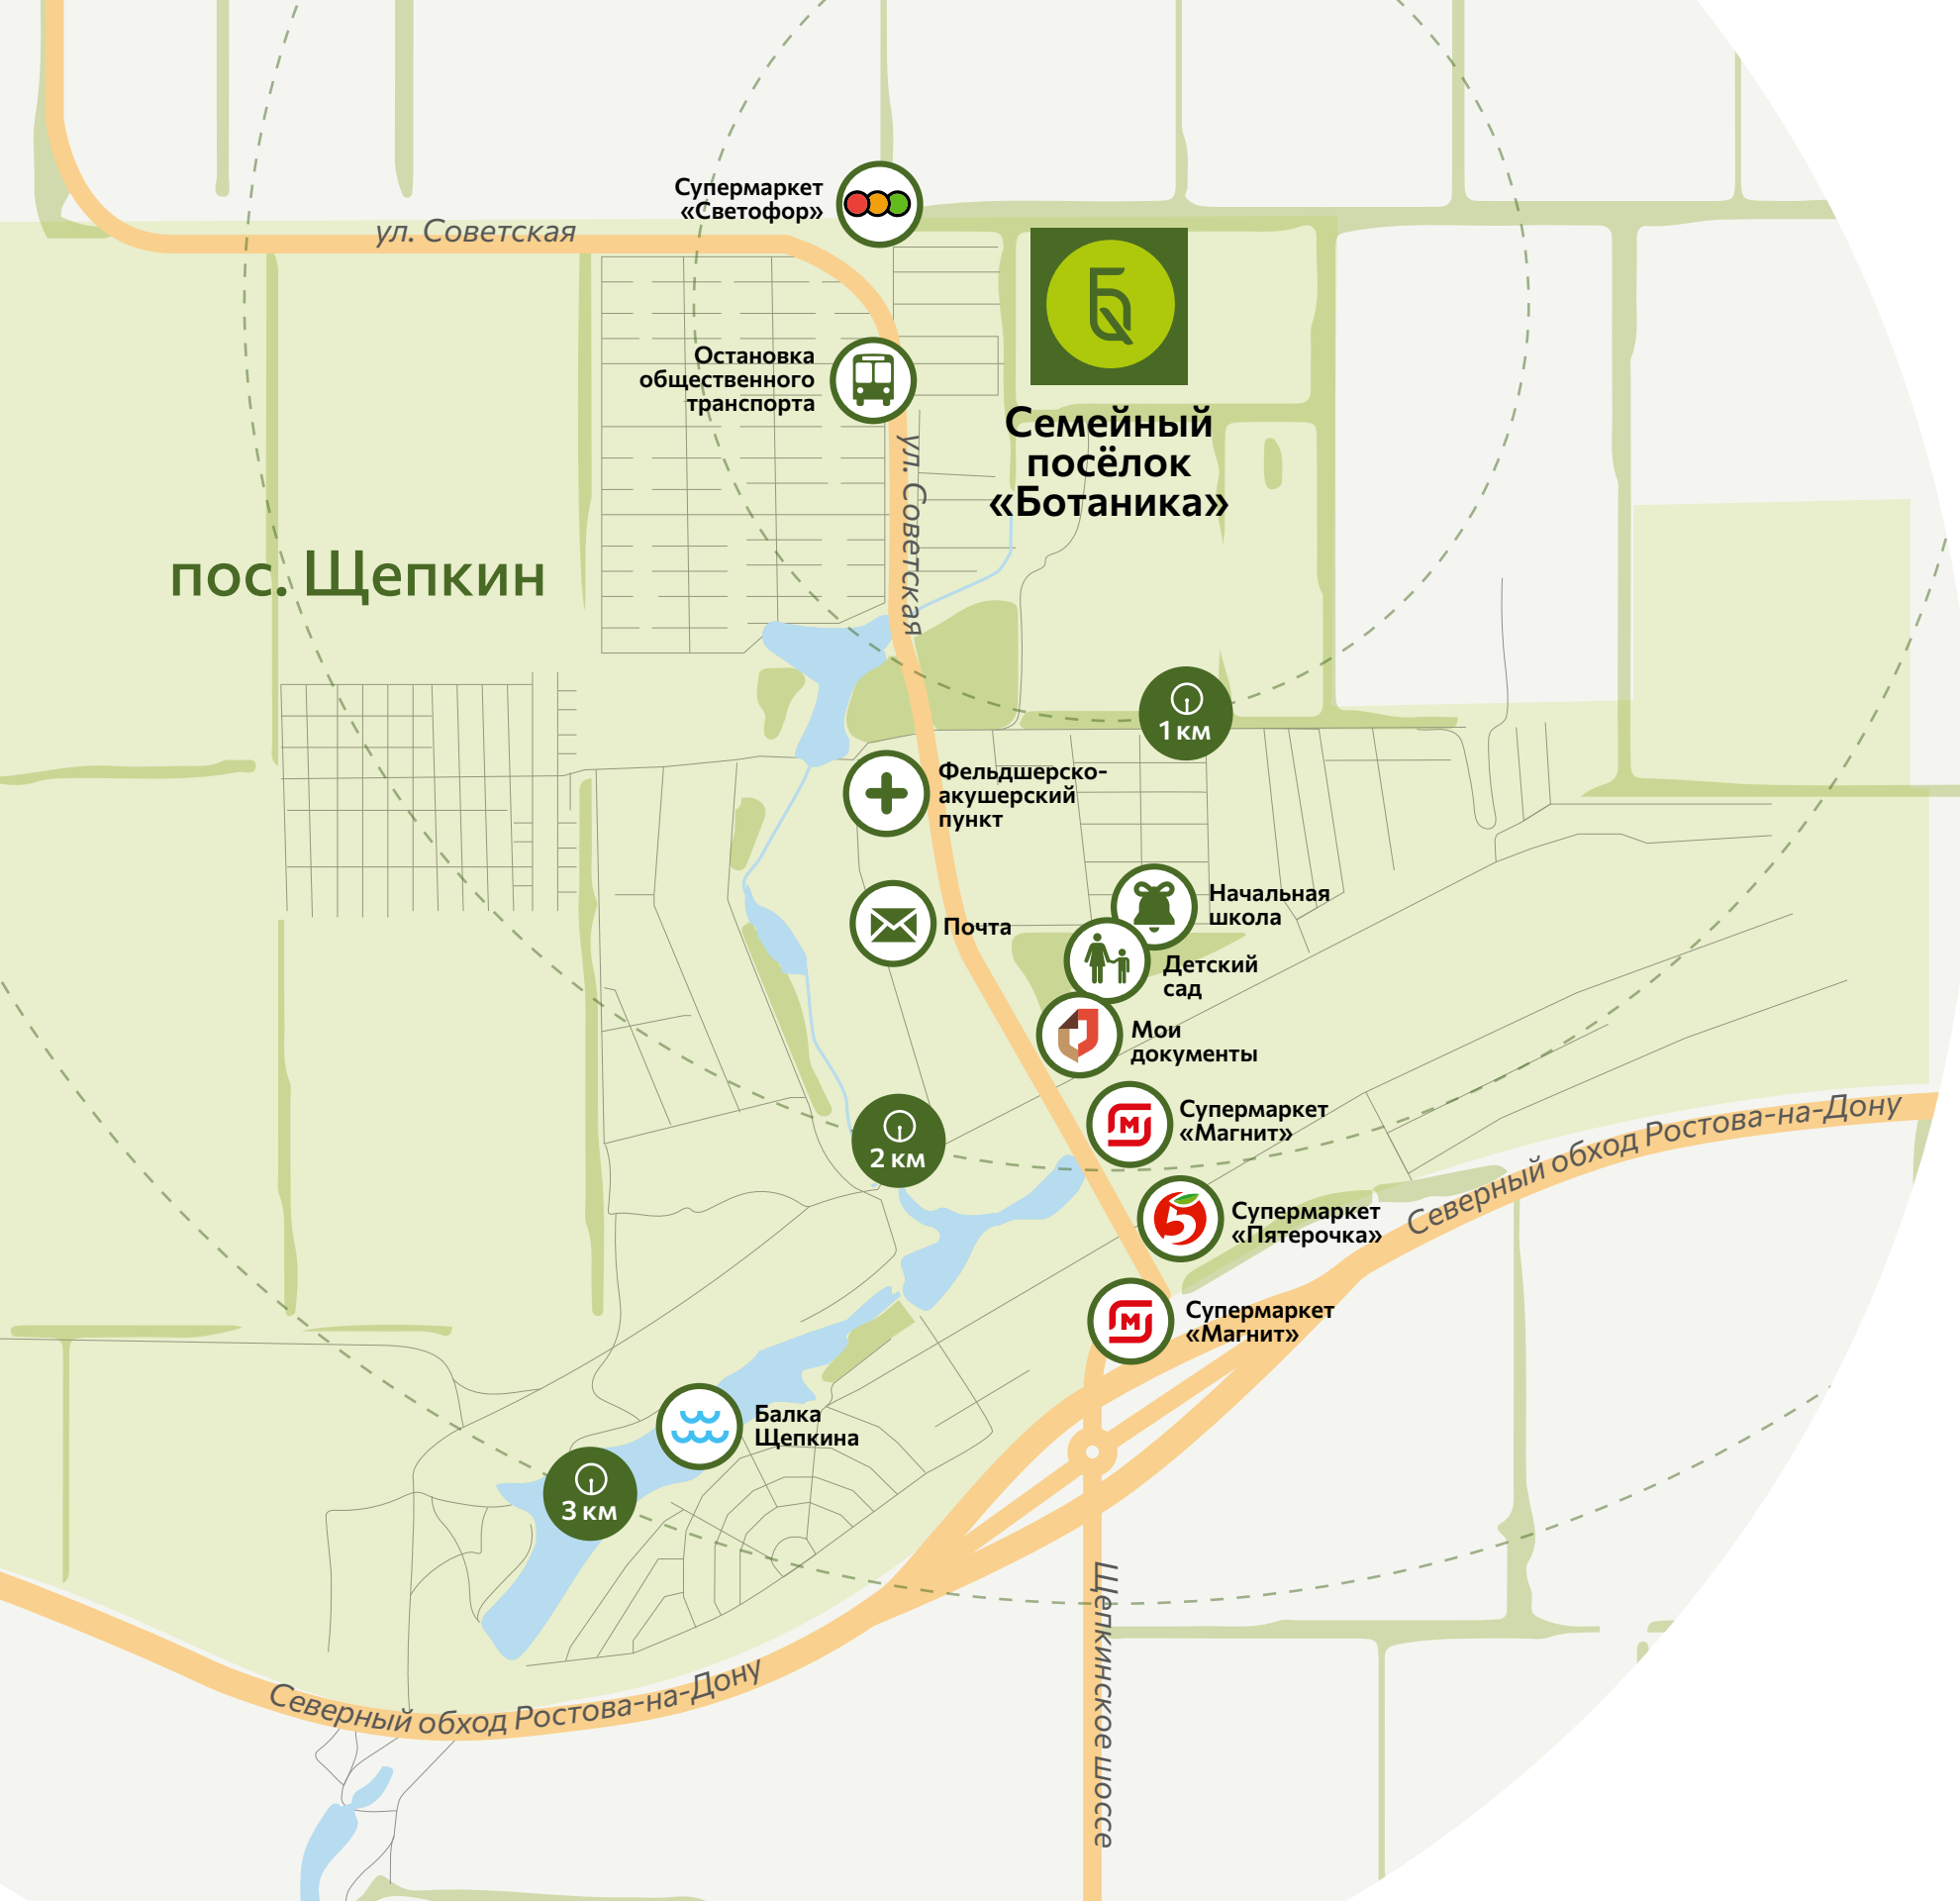 Супермаркет
«Светофор»
ул. Советская
Остановка
общественного
транспорта
Семейный
посёлок
«Ботаника»
ул. Советская
пос. Щепкин
1 км
Фельдшерско-
акушерский
пункт
Начальная
школа
Почта
Детский
сад
Мои
документы
М
Супермаркет
«Магнит»
2 км
Северный обход Ростова-на-Дону
5
Супермаркет
«Пятерочка»
М
Супермаркет
«Магнит»
Балка
Щепкина
3 км
Щепкинское шоссе
Северный обход Ростова-на-Дону